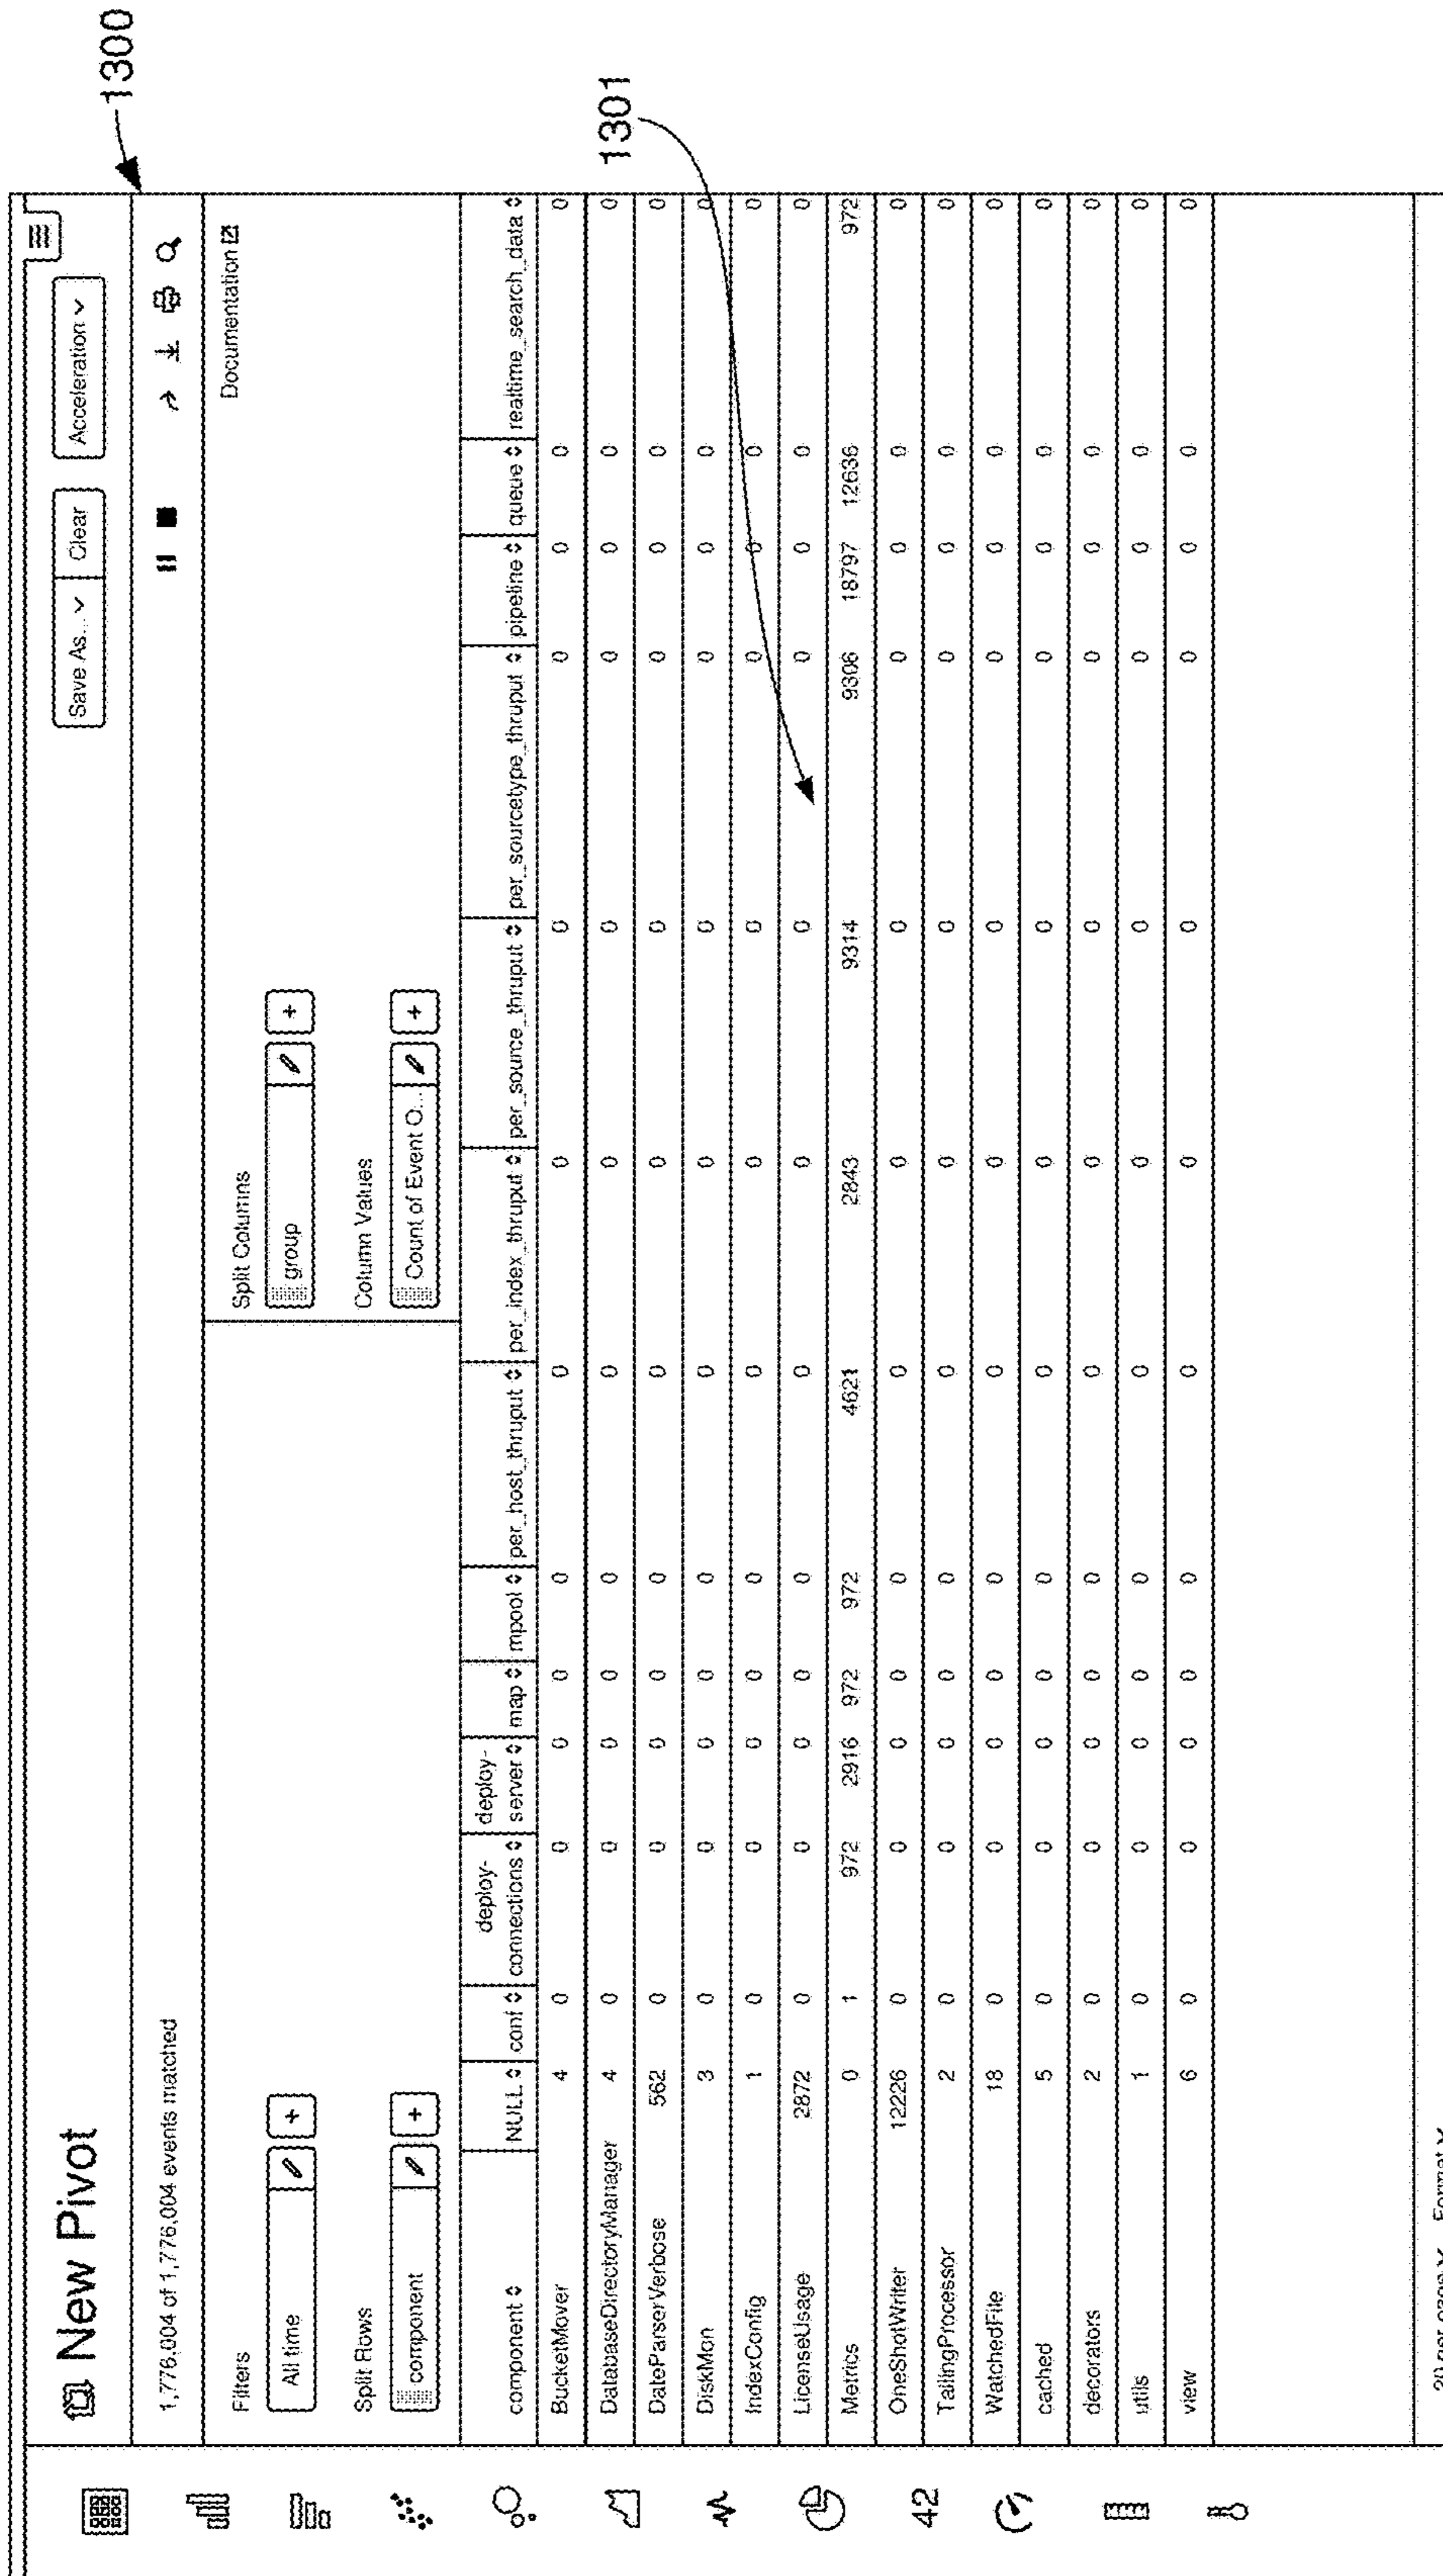 1300
New Pivot
Save As... Clear Acceleration
1,776,004 of 1,776,004 events matched
Filters Split Columns Documentation
All time + group +
Split Rows Column Values
component + Count of Event O... +
component NULL conf deploy-connections deploy-server map mpool per_host_thruput per_index_thruput per_source_thruput per_sourcetype_thruput pipeline queue realtime_search_data
BucketMover 4 0 0 0 0 0 0 0 0 0 0 0 0
1301
DatabaseDirectoryManager 4 0 0 0 0 0 0 0 0 0 0 0 0
DateParserVerbose 562 0 0 0 0 0 0 0 0 0 0 0 0
DiskMon 3 0 0 0 0 0 0 0 0 0 0 0 0
IndexConfig 1 0 0 0 0 0 0 0 0 0 0 0 0
LicenseUsage 2872 0 0 0 0 0 0 0 0 0 0 0 0
Metrics 0 1 972 2916 972 972 4621 2843 9314 9306 18797 12636 972
OneShotWriter 12226 0 0 0 0 0 0 0 0 0 0 0 0
42
TailingProcessor 2 0 0 0 0 0 0 0 0 0 0 0 0
WatchedFile 18 0 0 0 0 0 0 0 0 0 0 0 0
cached 5 0 0 0 0 0 0 0 0 0 0 0 0
decorators 2 0 0 0 0 0 0 0 0 0 0 0 0
utils 1 0 0 0 0 0 0 0 0 0 0 0 0
view 6 0 0 0 0 0 0 0 0 0 0 0 0